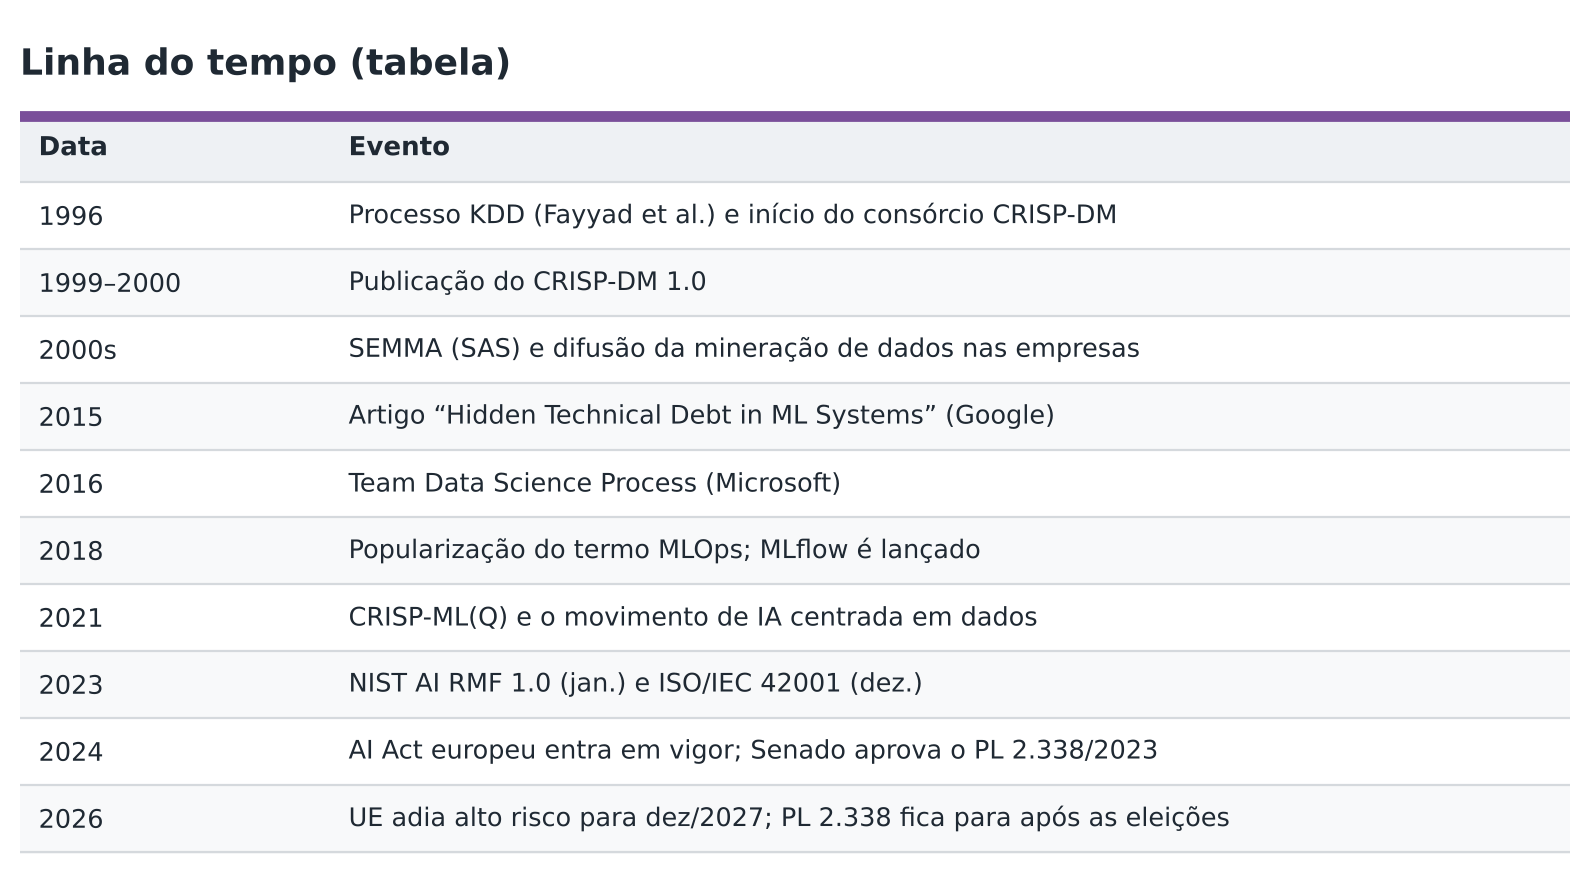 Linha do tempo (tabela)
Data Evento
1996 Processo KDD (Fayyad et al.) e início do consórcio CRISP-DM
1999–2000 Publicação do CRISP-DM 1.0
2000s SEMMA (SAS) e difusão da mineração de dados nas empresas
2015 Artigo “Hidden Technical Debt in ML Systems” (Google)
2016 Team Data Science Process (Microsoft)
2018 Popularização do termo MLOps; MLflow é lançado
2021 CRISP-ML(Q) e o movimento de IA centrada em dados
2023 NIST AI RMF 1.0 (jan.) e ISO/IEC 42001 (dez.)
2024 AI Act europeu entra em vigor; Senado aprova o PL 2.338/2023
2026 UE adia alto risco para dez/2027; PL 2.338 fica para após as eleições